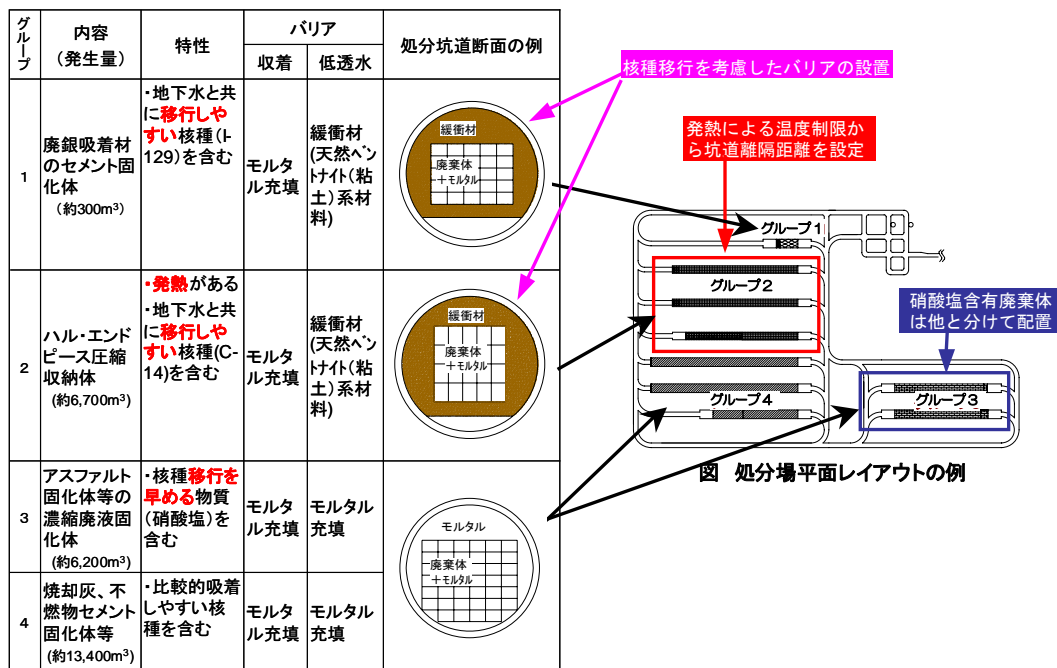 グループ
内容
(発生量)
特性
バリア
収着
低透水
処分坑道断面の例
1
廃銀吸着材
のセメント固
化体
(約300m³)
・地下水と共
に移行しや
すい核種(I-
129)を含む
モルタ
ル充填
緩衝材
(天然ベン
トナイト(粘
土)系材
料)
緩衝材
廃棄体
+モルタル
2
ハル・エンド
ピース圧縮
収納体
(約6,700m³)
・発熱がある
・地下水と共
に移行しや
すい核種(C-
14)を含む
モルタ
ル充填
緩衝材
(天然ベン
トナイト(粘
土)系材
料)
緩衝材
廃棄体
+モルタル
3
アスファルト
固化体等の
濃縮廃液固
化体
(約6,200m³)
・核種移行を
早める物質
(硝酸塩)を
含む
モルタ
ル充填
モルタル
充填
モルタル
廃棄体
+モルタル
4
焼却灰、不
燃物セメント
固化体等
(約13,400m³)
・比較的吸着
しやすい核
種を含む
モルタ
ル充填
モルタル
充填
核種移行を考慮したバリアの設置
発熱による温度制限か
ら坑道離隔距離を設定
グループ1
グループ2
硝酸塩含有廃棄体
は他と分けて配置
グループ3
グループ4
図 処分場平面レイアウトの例